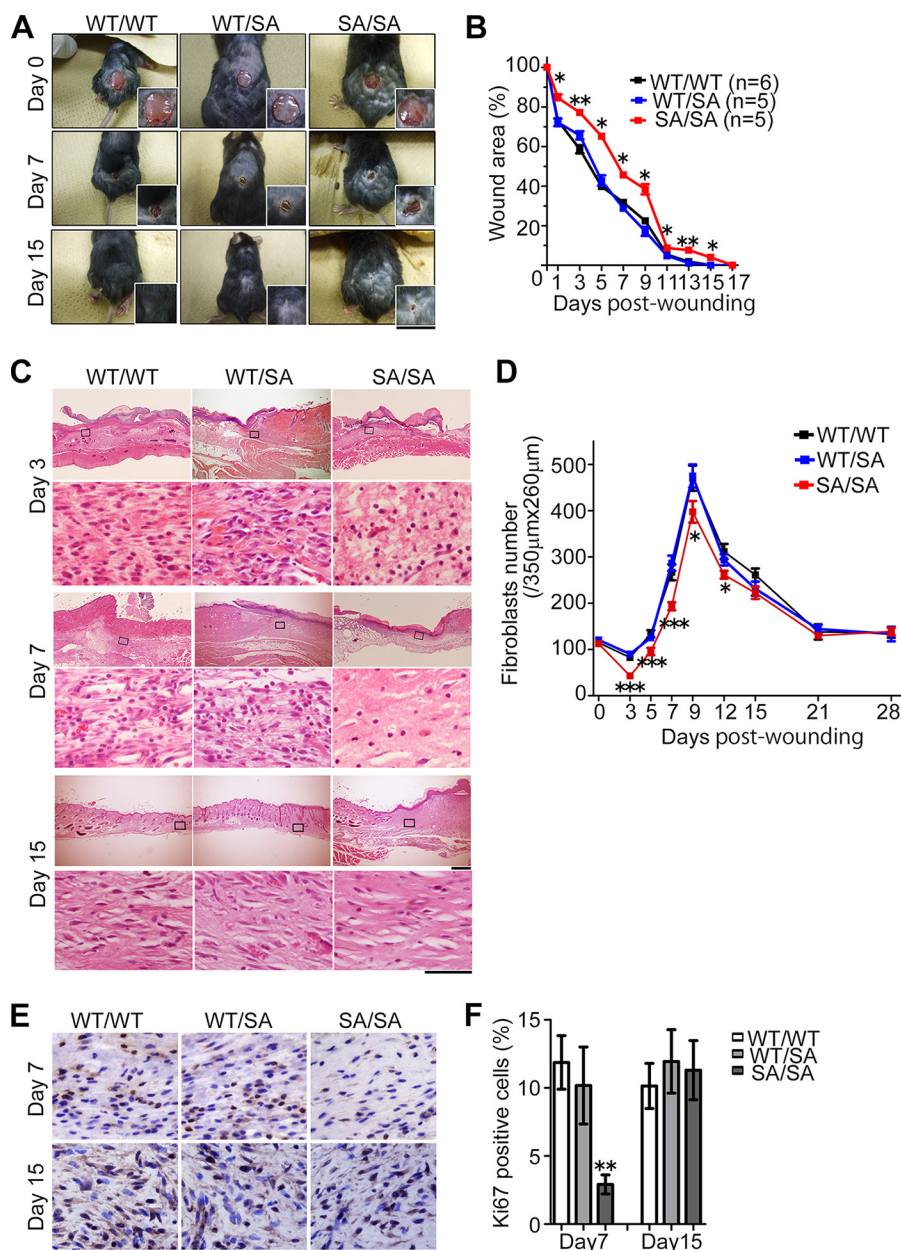 A
WT/WT
WT/SA
SA/SA
Day 0
Day 7
Day 15
B
Wound area (%)
100
80
60
40
20
0
1
3
5
7
9
11
13
15
17
Days post-wounding
WT/WT (n=6)
WT/SA (n=5)
SA/SA (n=5)
*
**
*
*
*
*
**
*
C
WT/WT
WT/SA
SA/SA
Day 3
Day 7
Day 15
D
Fibroblasts number
(/350μmx260μm)
500
400
300
200
100
0
0
3
5
7
9
12
15
21
28
Days post-wounding
WT/WT
WT/SA
SA/SA
***
***
***
*
*
E
WT/WT
WT/SA
SA/SA
Day 7
Day 15
F
Ki67 positive cells (%)
15
10
5
0
**
Day7
Day15
WT/WT
WT/SA
SA/SA